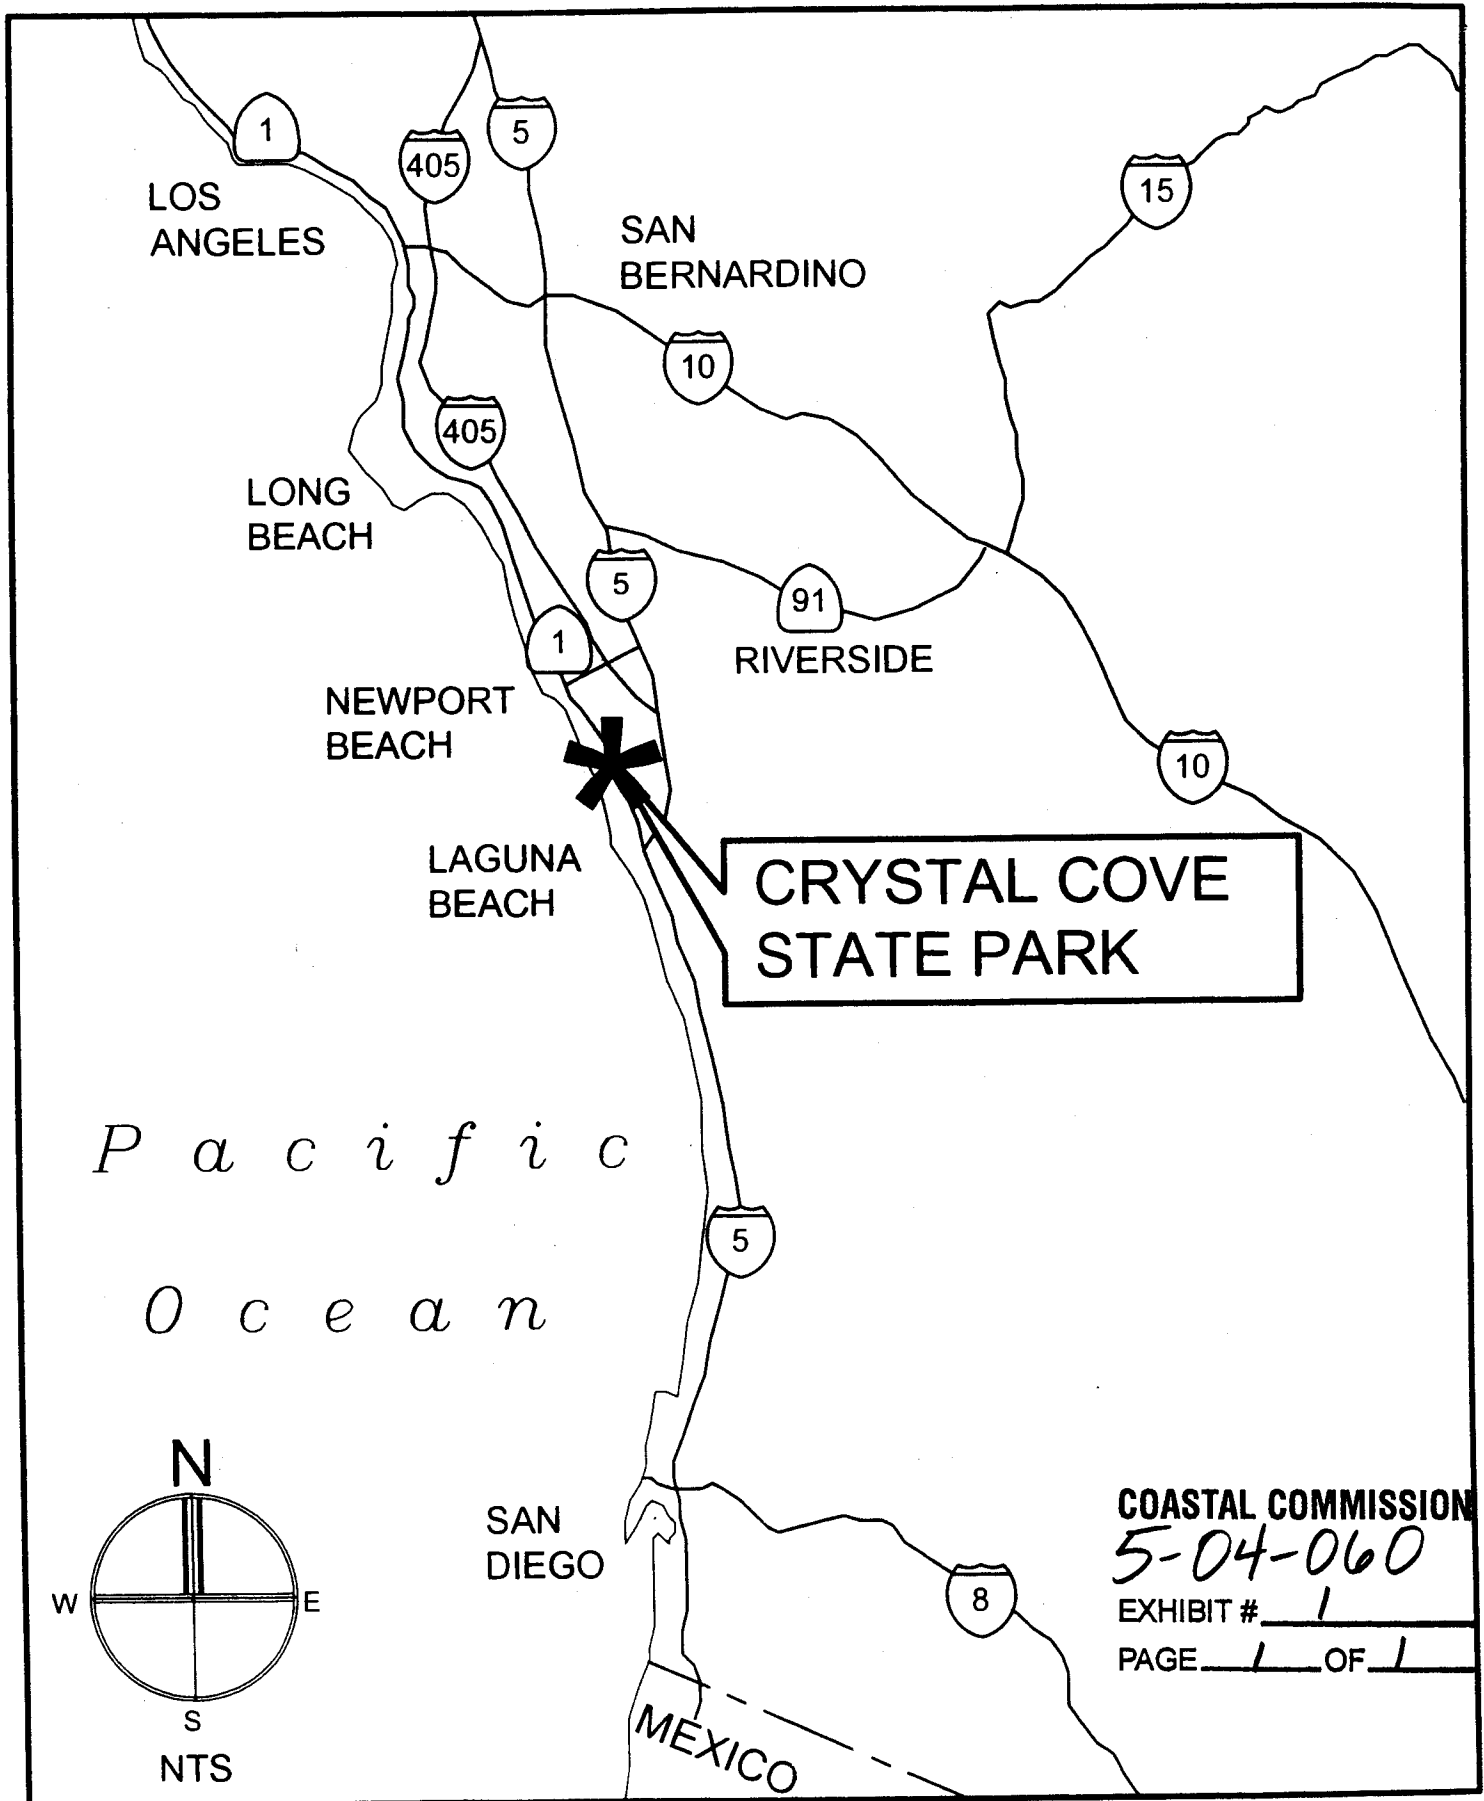 1
405
5
15
LOS
ANGELES
SAN
BERNARDINO
10
405
LONG
BEACH
5
91
1
RIVERSIDE
NEWPORT
BEACH
10
LAGUNA
BEACH
CRYSTAL COVE
STATE PARK
Pacific
Ocean
5
N
W
E
S
NTS
SAN
DIEGO
8
MEXICO
COASTAL COMMISSION
5-04-060
EXHIBIT # 1
PAGE 1 OF 1